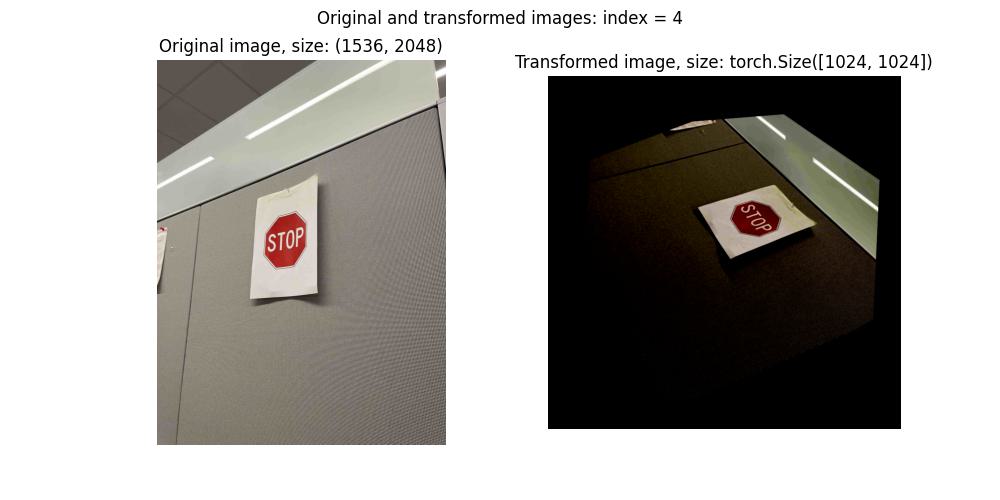 Original and transformed images: index = 4
Original image, size: (1536, 2048)
Transformed image, size: torch.Size([1024, 1024])
STOP
STOP